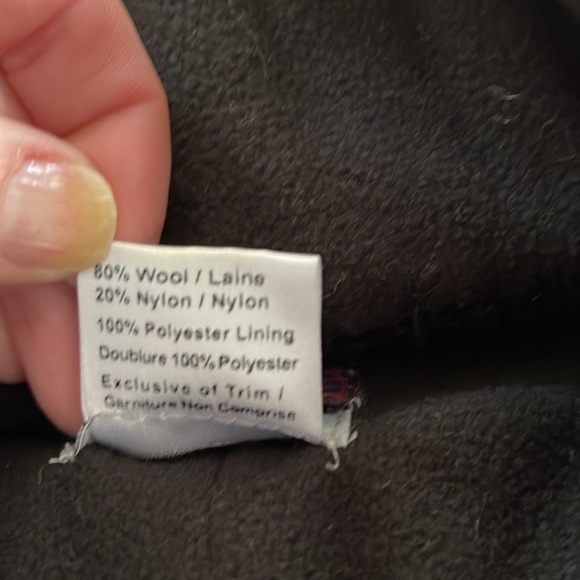 80% Wool / Laine
20% Nylon / Nylon
100% Polyester Lining
Doublure 100% Polyester
Exclusive of Trim /
Garniture Non Comprise